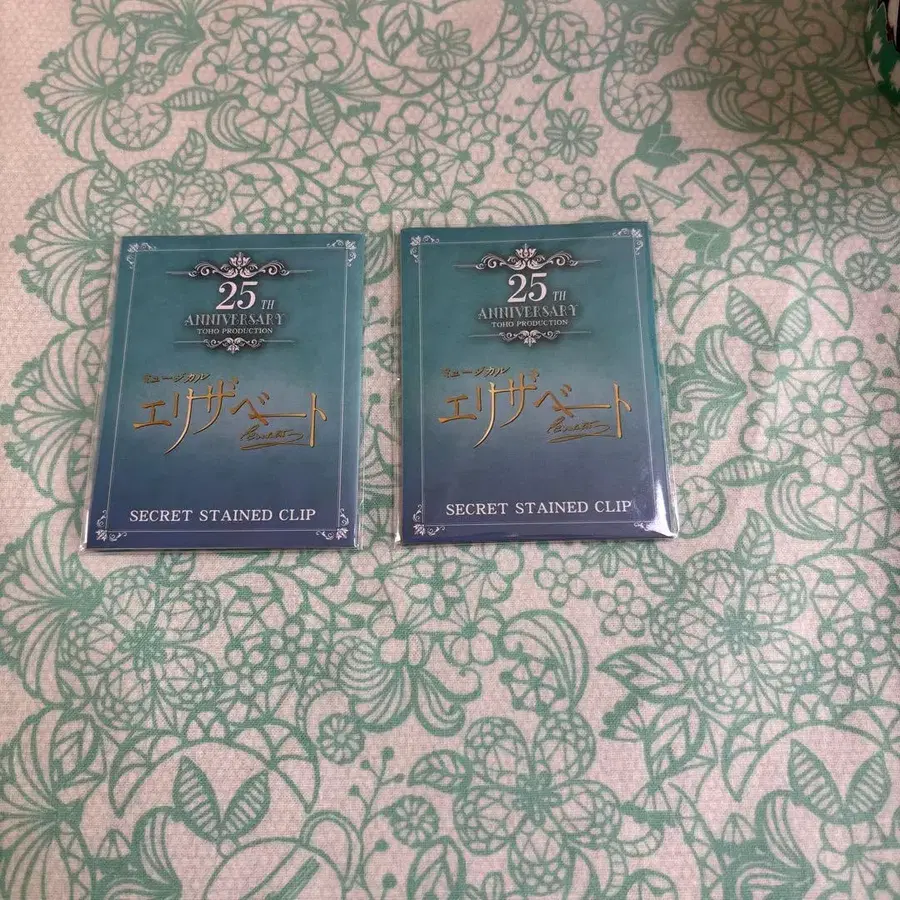 25TH
ANNIVERSARY
TOHO PRODUCTION
ミュージカル
エリザベート
Elisabeth
SECRET STAINED CLIP
25TH
ANNIVERSARY
TOHO PRODUCTION
ミュージカル
エリザベート
Elisabeth
SECRET STAINED CLIP